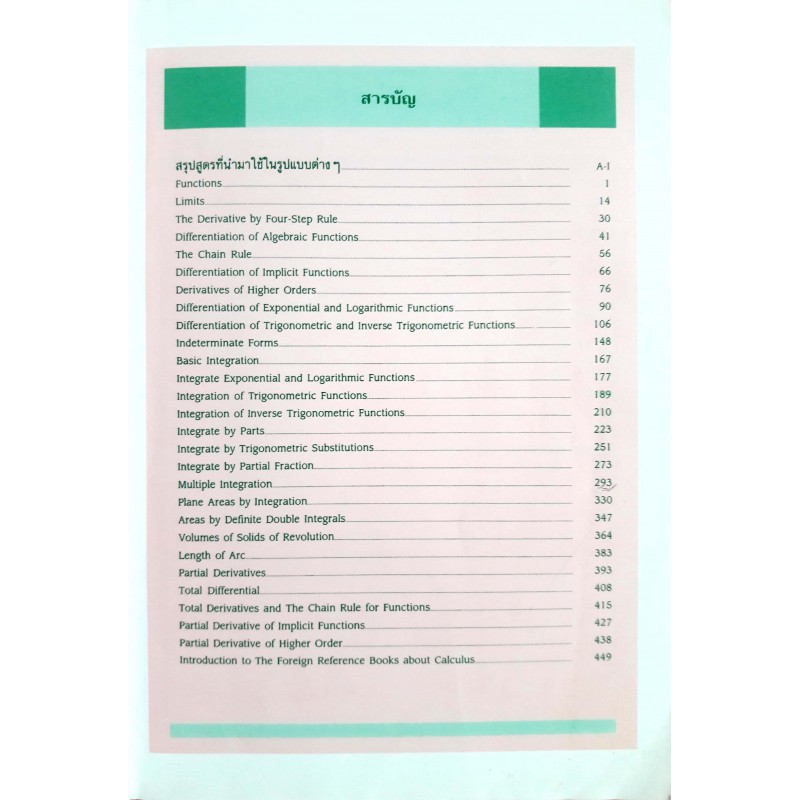 สารบัญ
สรุปสูตรที่นำมาใช้ในรูปแบบต่าง ๆ A-1
Functions 1
Limits 14
The Derivative by Four-Step Rule 30
Differentiation of Algebraic Functions 41
The Chain Rule 56
Differentiation of Implicit Functions 66
Derivatives of Higher Orders 76
Differentiation of Exponential and Logarithmic Functions 90
Differentiation of Trigonometric and Inverse Trigonometric Functions 106
Indeterminate Forms 148
Basic Integration 167
Integrate Exponential and Logarithmic Functions 177
Integration of Trigonometric Functions 189
Integration of Inverse Trigonometric Functions 210
Integrate by Parts 223
Integrate by Trigonometric Substitutions 251
Integrate by Partial Fraction 273
Multiple Integration 293
Plane Areas by Integration 330
Areas by Definite Double Integrals 347
Volumes of Solids of Revolution 364
Length of Arc 383
Partial Derivatives 393
Total Differential 408
Total Derivatives and The Chain Rule for Functions 415
Partial Derivative of Implicit Functions 427
Partial Derivative of Higher Order 438
Introduction to The Foreign Reference Books about Calculus 449